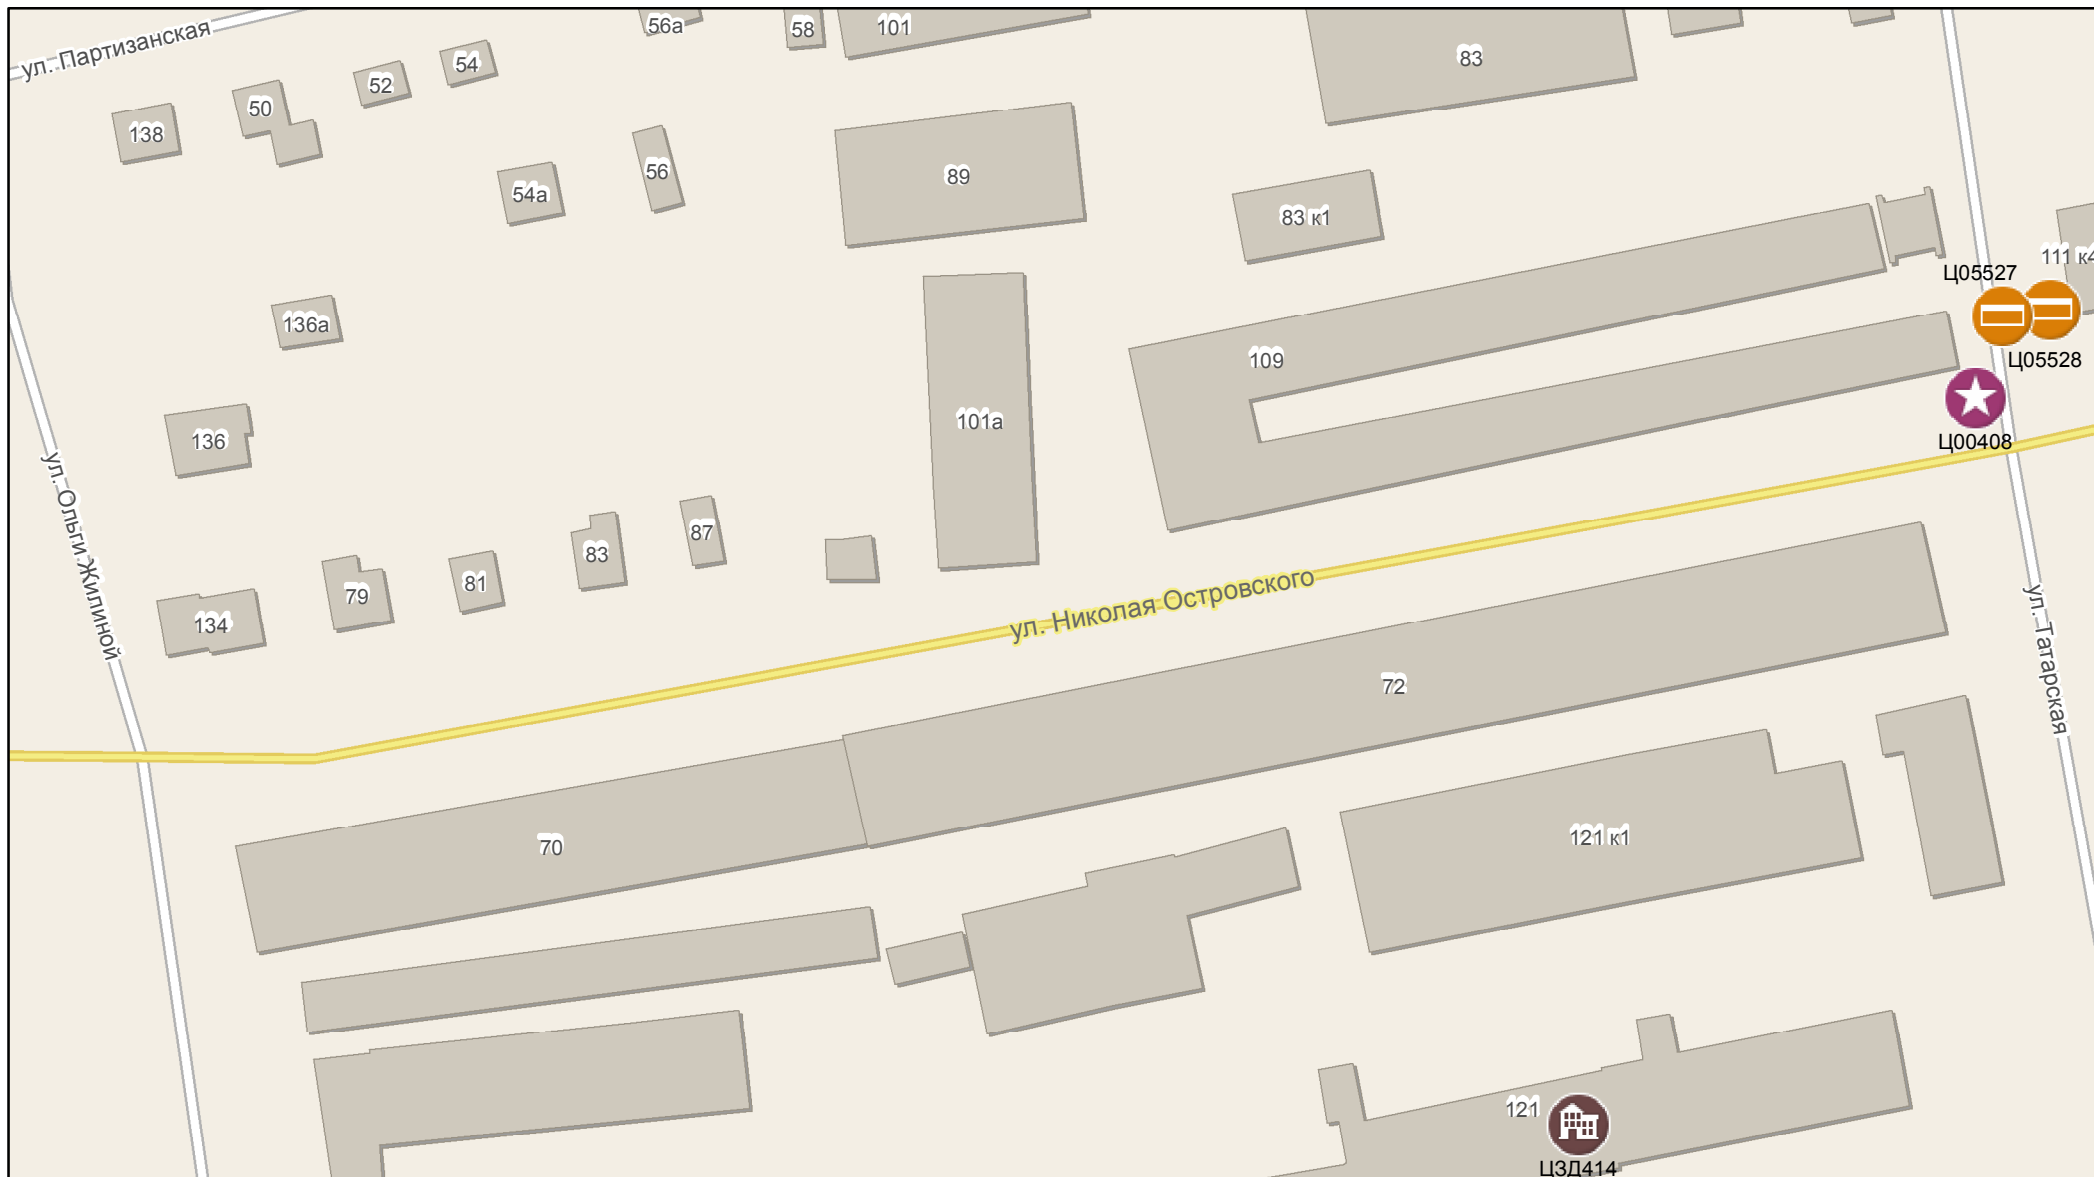 56а
58
101
ул. Партизанская
54
83
52
50
138
56
89
54а
83 к1
111 к4
Ц05527
136а
109
Ц05528
101а
136
Ц00408
ул. Ольги Жилиной
87
83
81
79
ул. Николая Островского
134
ул. Татарская
72
121 к1
70
121
ЦЗД414